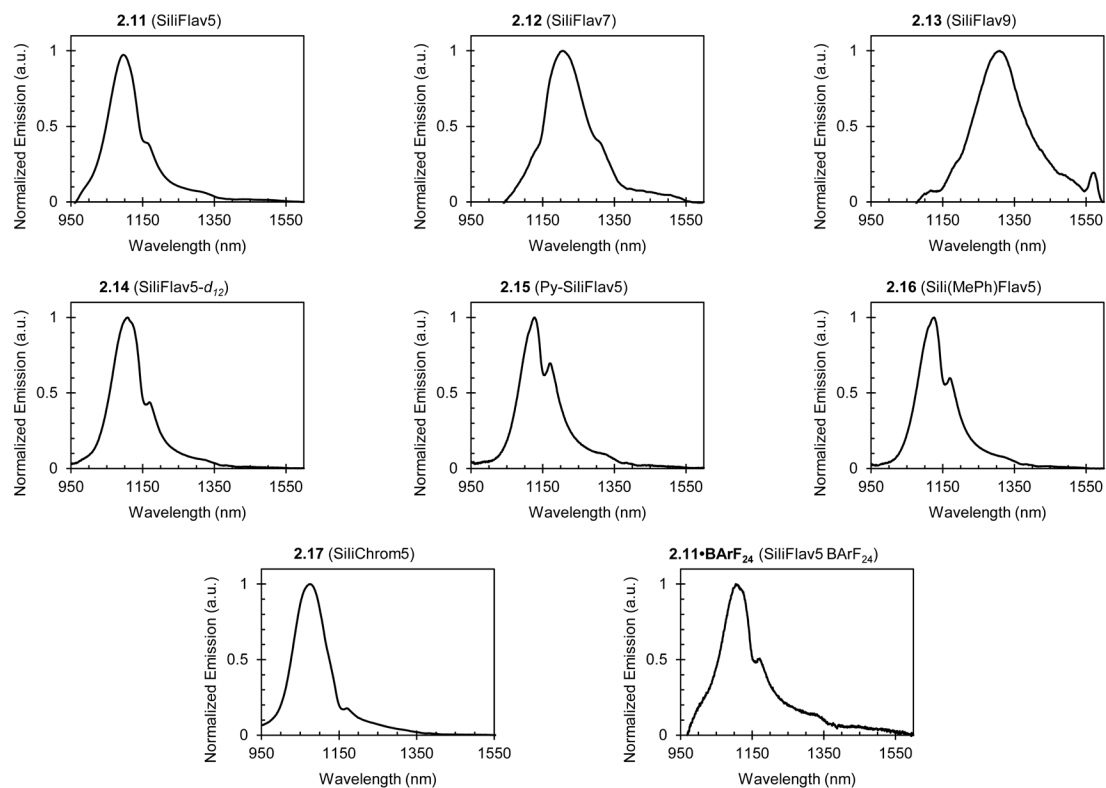 2.11 (SiliFlav5)
Normalized Emission (a.u.)
1
0.5
0
950 1150 1350 1550
Wavelength (nm)
2.12 (SiliFlav7)
Normalized Emission (a.u.)
1
0.5
0
950 1150 1350 1550
Wavelength (nm)
2.13 (SiliFlav9)
Normalized Emission (a.u.)
1
0.5
0
950 1150 1350 1550
Wavelength (nm)
2.14 (SiliFlav5-d12)
Normalized Emission (a.u.)
1
0.5
0
950 1150 1350 1550
Wavelength (nm)
2.15 (Py-SiliFlav5)
Normalized Emission (a.u.)
1
0.5
0
950 1150 1350 1550
Wavelength (nm)
2.16 (Sili(MePh)Flav5)
Normalized Emission (a.u.)
1
0.5
0
950 1150 1350 1550
Wavelength (nm)
2.17 (SiliChrom5)
Normalized Emission (a.u.)
1
0.5
0
950 1150 1350 1550
Wavelength (nm)
2.11•BArF24 (SiliFlav5 BArF24)
Normalized Emission (a.u.)
1
0.5
0
950 1150 1350 1550
Wavelength (nm)